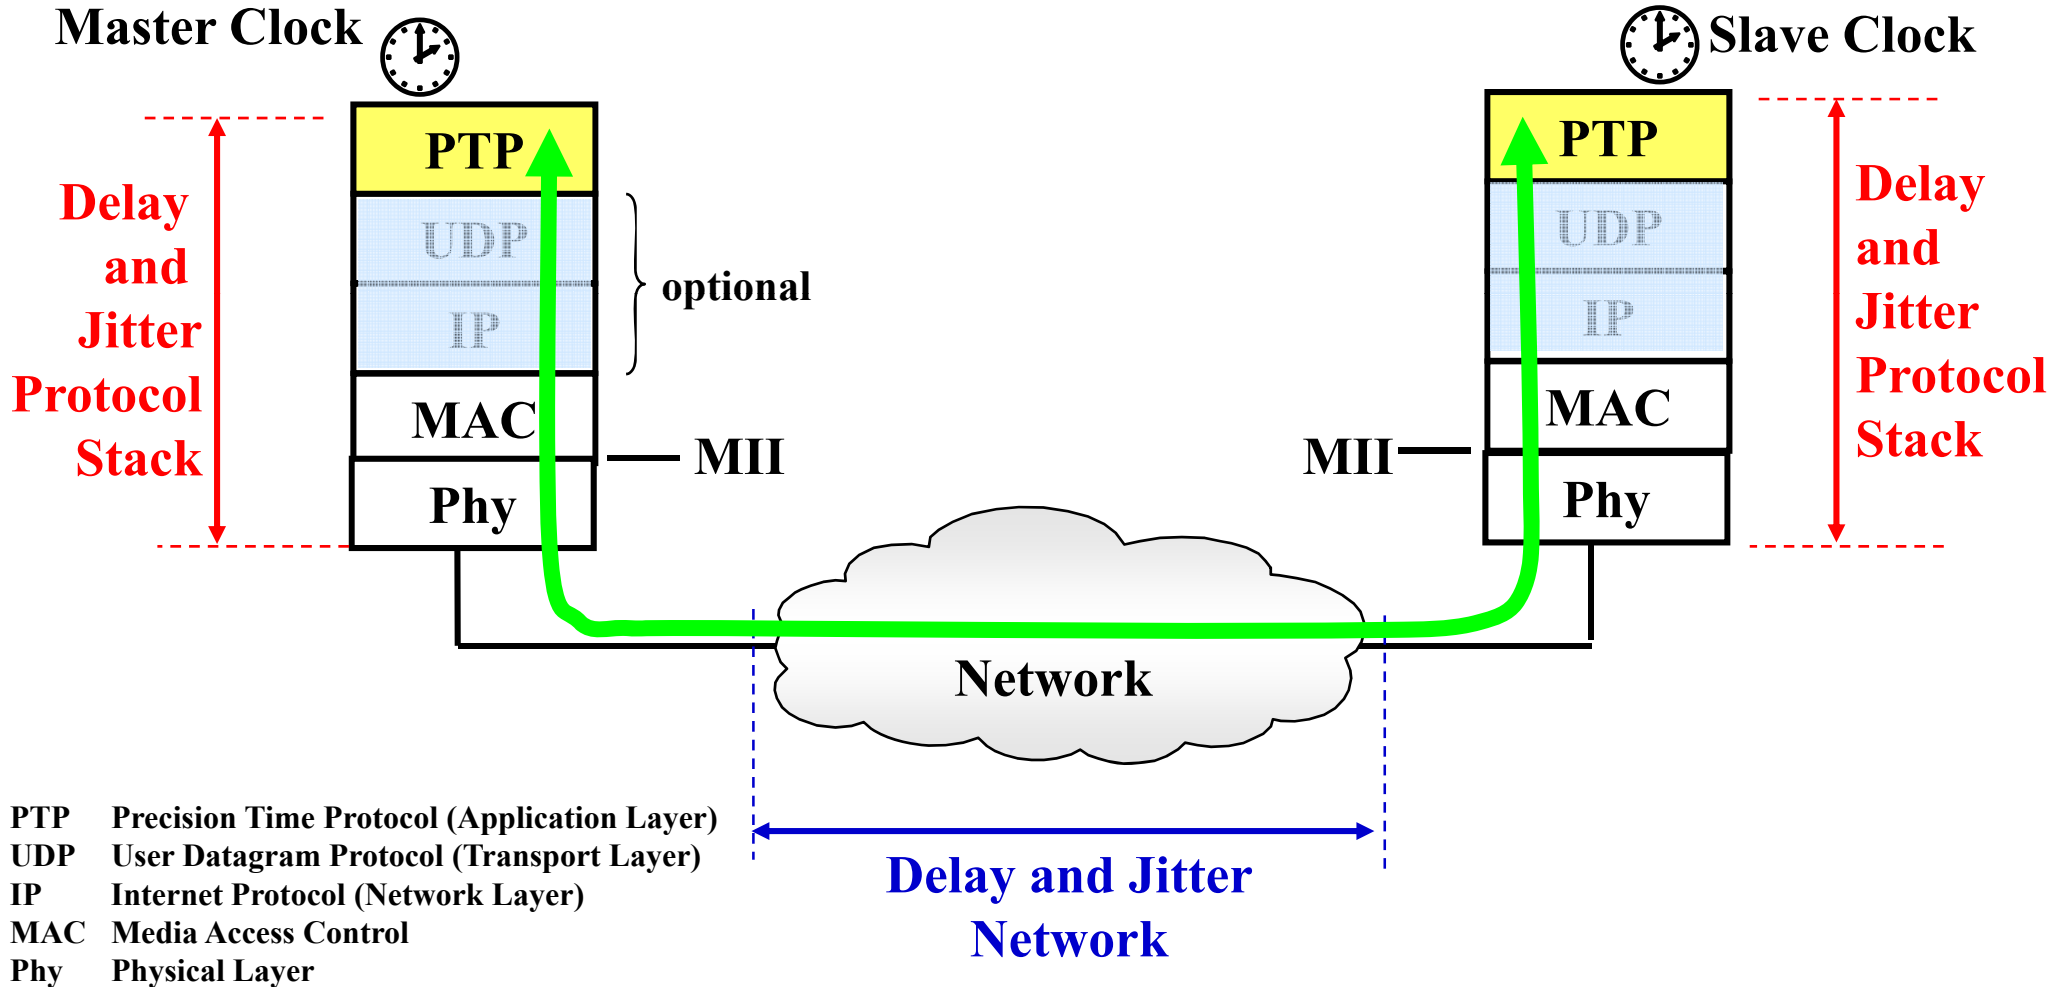 Master Clock
Slave Clock
Delay
and
Jitter
Protocol
Stack
PTP
UDP
IP
MAC
Phy
optional
MII
PTP
UDP
IP
MAC
Phy
MII
Delay
and
Jitter
Protocol
Stack
Network
Delay and Jitter
Network
PTP Precision Time Protocol (Application Layer)
UDP User Datagram Protocol (Transport Layer)
IP Internet Protocol (Network Layer)
MAC Media Access Control
Phy Physical Layer